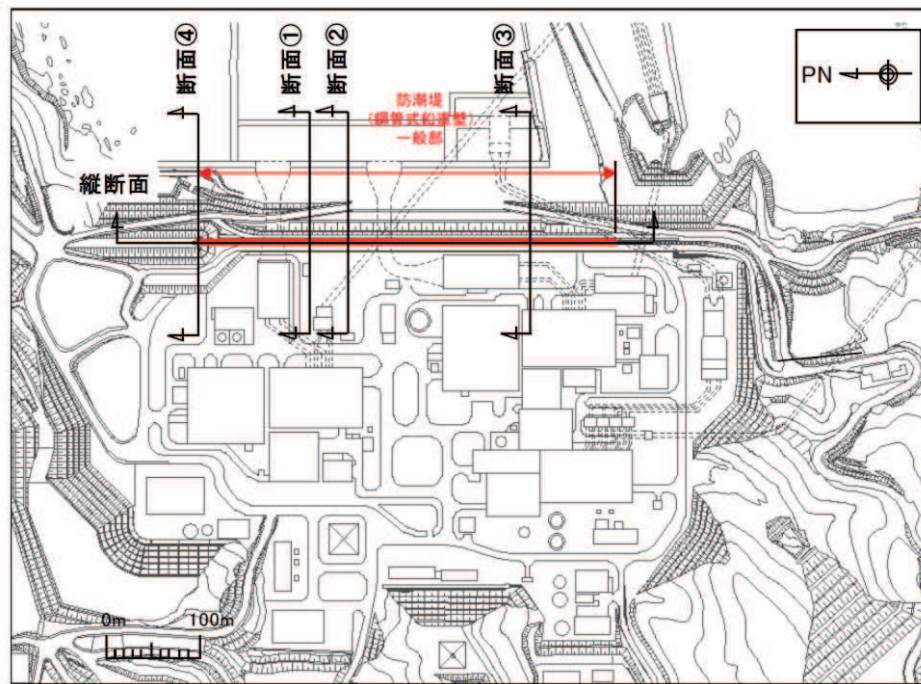 断面④
断面①
断面②
断面③
PN
防潮堤
(鋼管式鉛直壁)
一般部
縦断面
0m
100m